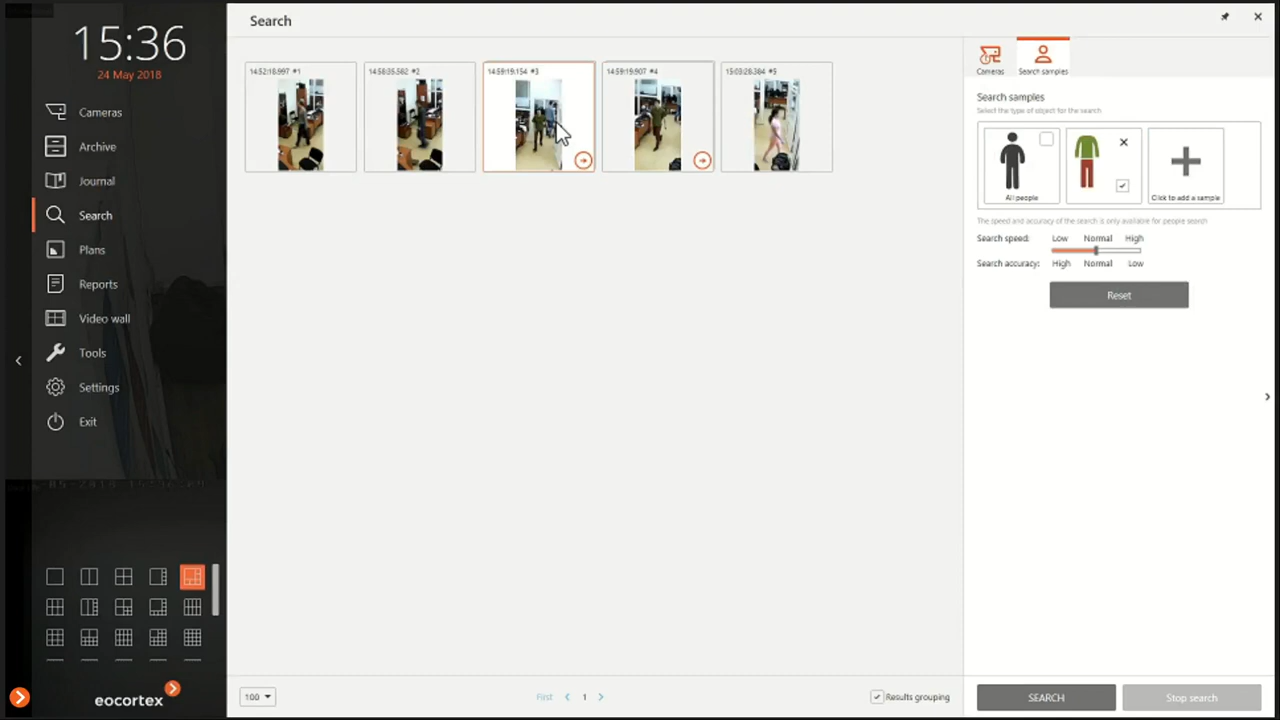 15:36
24 May 2018
Cameras
Archive
Journal
Search
Plans
Reports
Video wall
Tools
Settings
Exit
eocortex
Search
14:52:18.997 #1
14:58:35.582 #2
14:59:19.154 #3
14:59:19.907 #4
15:03:28.384 #5
100
First
1
Results grouping
Cameras
Search samples
Search samples
Select the type of object for the search
All people
Click to add a sample
The speed and accuracy of the search is only available for people search
Search speed: Low Normal High
Search accuracy: High Normal Low
Reset
SEARCH
Stop search